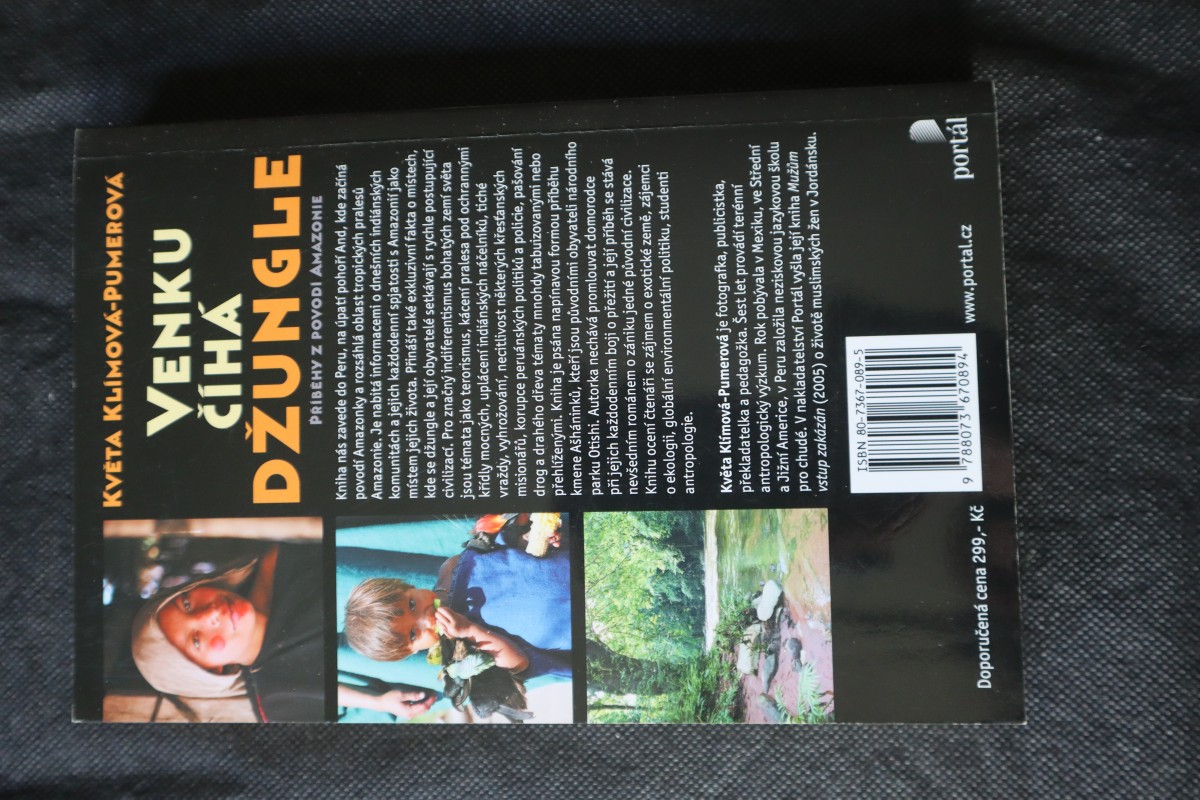 KVĚTA KLÍMOVÁ-PUMEROVÁ
VENKU
ČÍHÁ
DŽUNGLE
PŘÍBĚHY Z POVODÍ AMAZONIE
Kniha nás zavede do Peru, na úpatí pohoří And, kde začíná
povodí Amazonky a rozsáhlá oblast tropických pralesů
Amazonie. Je nabitá informacemi o dnešních indiánských
komunitách a jejich každodenní spjatosti s Amazonií jako
místem jejich života. Přináší také exkluzivní fakta o místech,
kde se džungle a její obyvatelé setkávají s rychle postupující
civilizací. Pro značný indiferentismus bohatých zemí světa
jsou témata jako terorismus, kácení pralesa pod ochrannými
křídly mocných, uplácení indiánských náčelníků, tiché
vraždy, vyhrožování, necitlivost některých křesťanských
misionářů, korupce peruánských politiků a policie, pašování
drog a drahého dřeva tématy mnohdy tabuizovanými nebo
přehlíženými. Kniha je psána napínavou formou příběhu
kmene Ašháninků, kteří jsou původními obyvateli národního
parku Otishi. Autorka nechává promlouvat domorodce
při jejich každodenním boji o přežití a její příběh se stává
nevšedním románem o zániku jedné původní civilizace.
Knihu ocení čtenáři se zájmem o exotické země, zájemci
o ekologii, globální environmentální politiku, studenti
antropologie.
Květa Klímová-Pumerová je fotografka, publicistka,
překladatelka a pedagožka. Šest let provádí terénní
antropologický výzkum. Rok pobývala v Mexiku, ve Střední
a Jižní Americe, v Peru založila neziskovou jazykovou školu
pro chudé. V nakladatelství Portál vyšla její kniha Mužům
vstup zakázán (2005) o životě muslimských žen v Jordánsku.
ISBN 80-7367-089-5
9 788073 670894
www.portal.cz
portál
Doporučená cena 299,- Kč